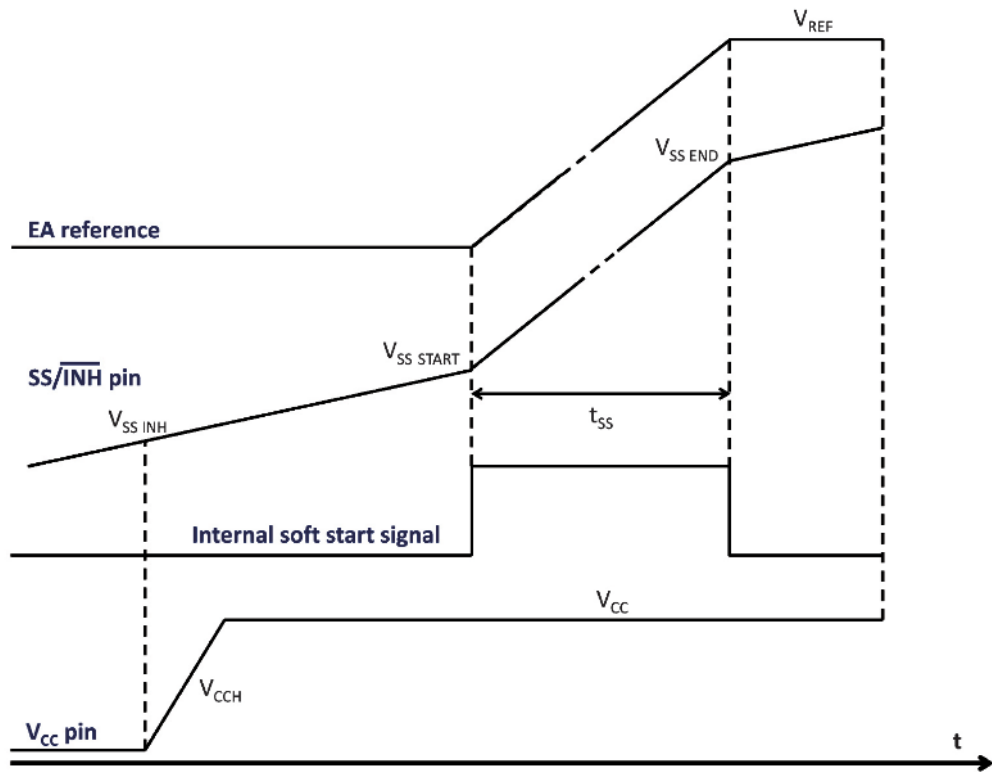 V_REF
V_SS END
EA reference
V_SS START
SS/I̅N̅H̅ pin
V_SS INH
t_SS
Internal soft start signal
V_CC
V_CCH
V_CC pin
t